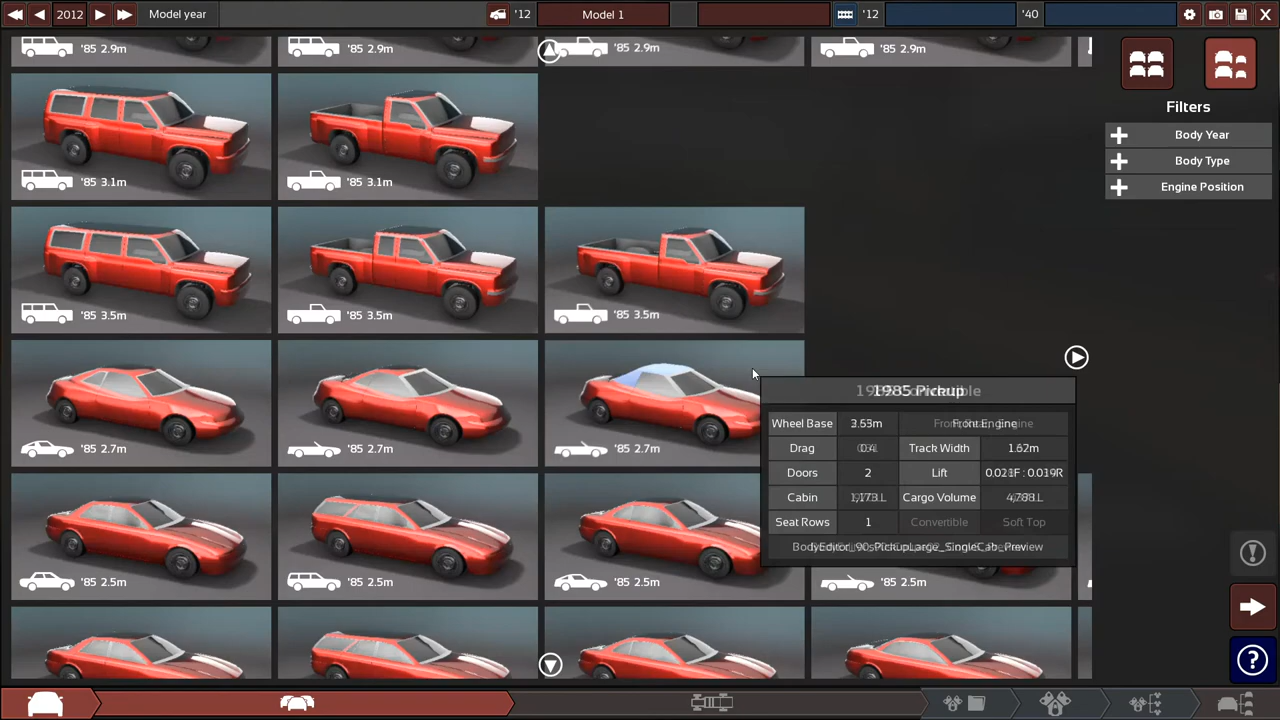 2012 Model year '12 Model 1 '12 '40
'85 2.9m '85 2.9m '85 2.9m '85 2.9m
Filters
Body Year
Body Type
Engine Position
'85 3.1m '85 3.1m
'85 3.5m '85 3.5m '85 3.5m
1985 Pickup
Wheel Base 3.53m Engine
Drag Track Width 1.62m
Doors 2 Lift
Cabin Cargo Volume
Seat Rows 1 Convertible Soft Top
'85 2.7m '85 2.7m '85 2.7m
'85 2.5m '85 2.5m '85 2.5m '85 2.5m